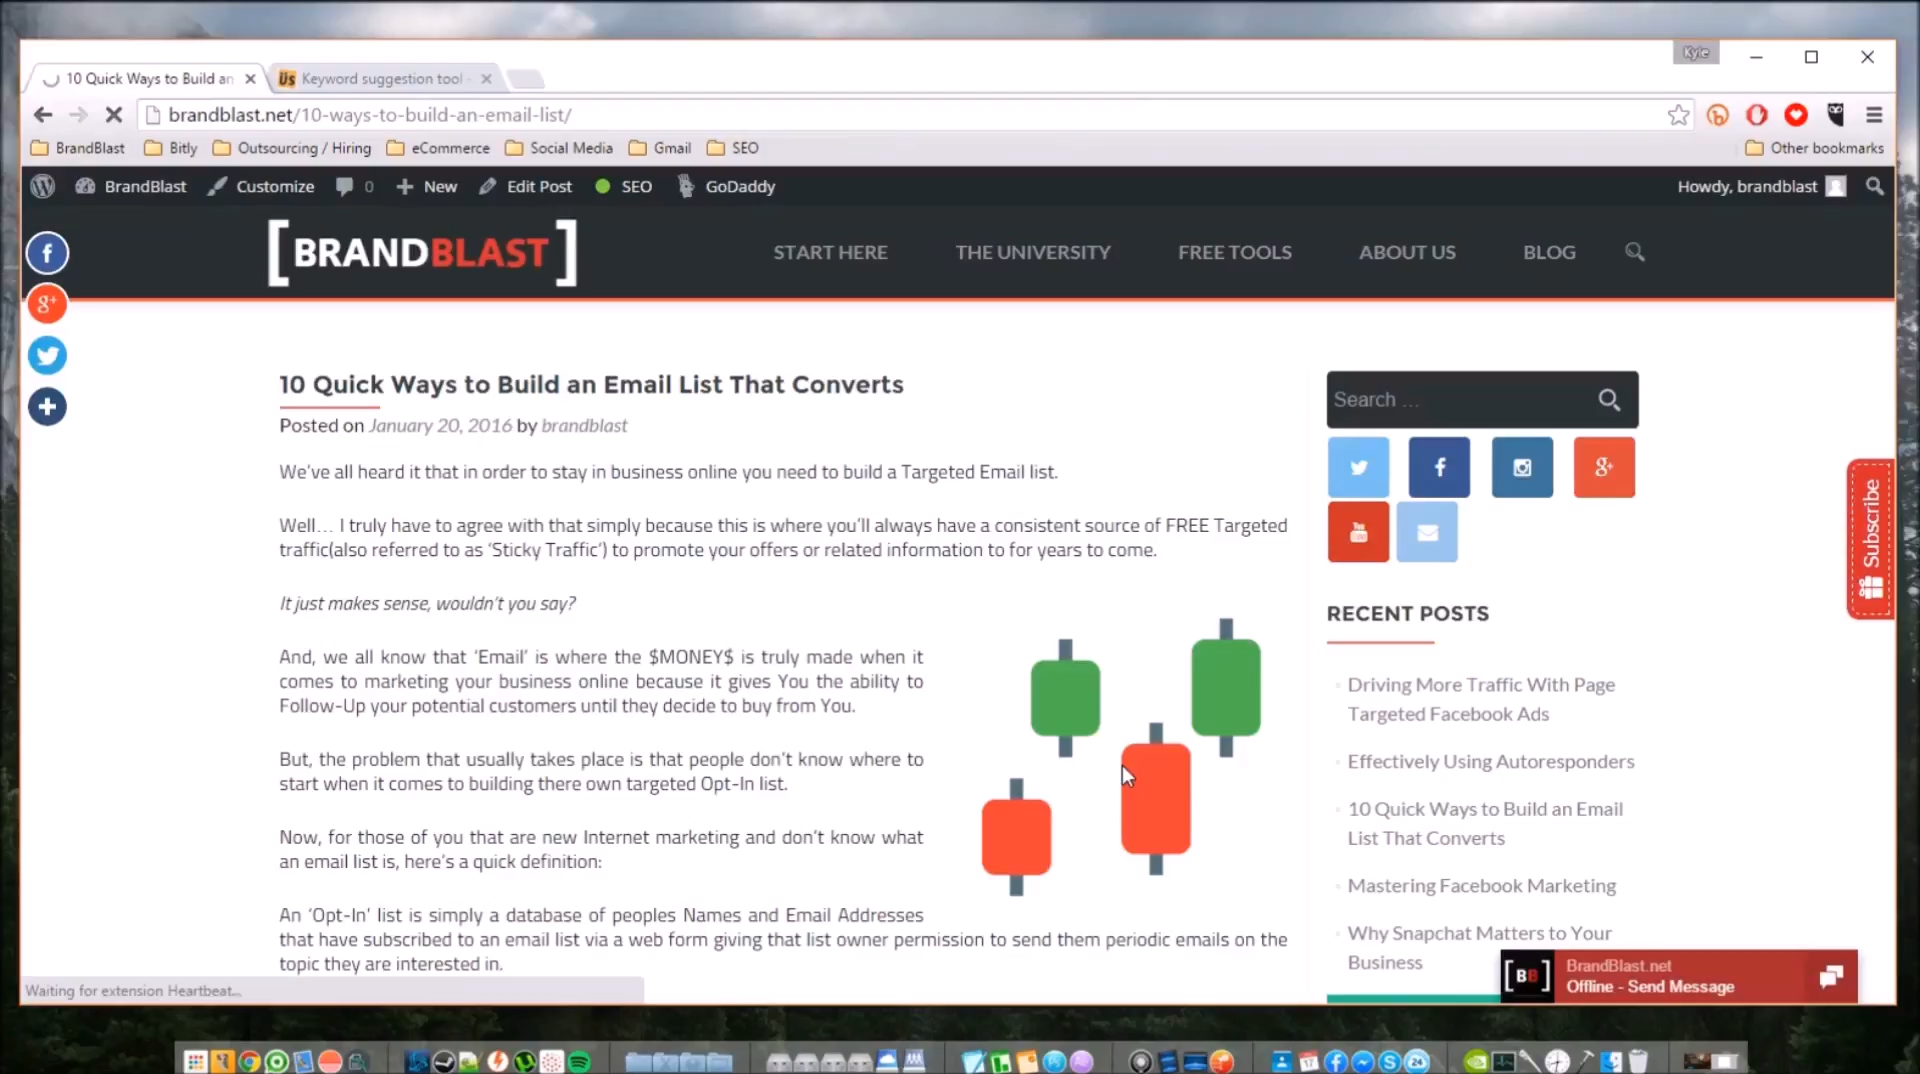 Kyle
10 Quick Ways to Build an
Keyword suggestion tool -
brandblast.net/10-ways-to-build-an-email-list/
BrandBlast Bitly Outsourcing / Hiring eCommerce Social Media Gmail SEO Other bookmarks
BrandBlast Customize 0 New Edit Post SEO GoDaddy Howdy, brandblast
[BRANDBLAST] START HERE THE UNIVERSITY FREE TOOLS ABOUT US BLOG
10 Quick Ways to Build an Email List That Converts
Posted on January 20, 2016 by brandblast
We've all heard it that in order to stay in business online you need to build a Targeted Email list.
Well... I truly have to agree with that simply because this is where you'll always have a consistent source of FREE Targeted
traffic(also referred to as 'Sticky Traffic') to promote your offers or related information to for years to come.
It just makes sense, wouldn't you say?
And, we all know that 'Email' is where the $MONEY$ is truly made when it
comes to marketing your business online because it gives You the ability to
Follow-Up your potential customers until they decide to buy from You.
But, the problem that usually takes place is that people don't know where to
start when it comes to building there own targeted Opt-In list.
Now, for those of you that are new Internet marketing and don't know what
an email list is, here's a quick definition:
An 'Opt-In' list is simply a database of peoples Names and Email Addresses
that have subscribed to an email list via a web form giving that list owner permission to send them periodic emails on the
topic they are interested in.
Search ...
Subscribe
RECENT POSTS
Driving More Traffic With Page
Targeted Facebook Ads
Effectively Using Autoresponders
10 Quick Ways to Build an Email
List That Converts
Mastering Facebook Marketing
Why Snapchat Matters to Your
Business
[BB] BrandBlast.net
Offline - Send Message
Waiting for extension Heartbeat...